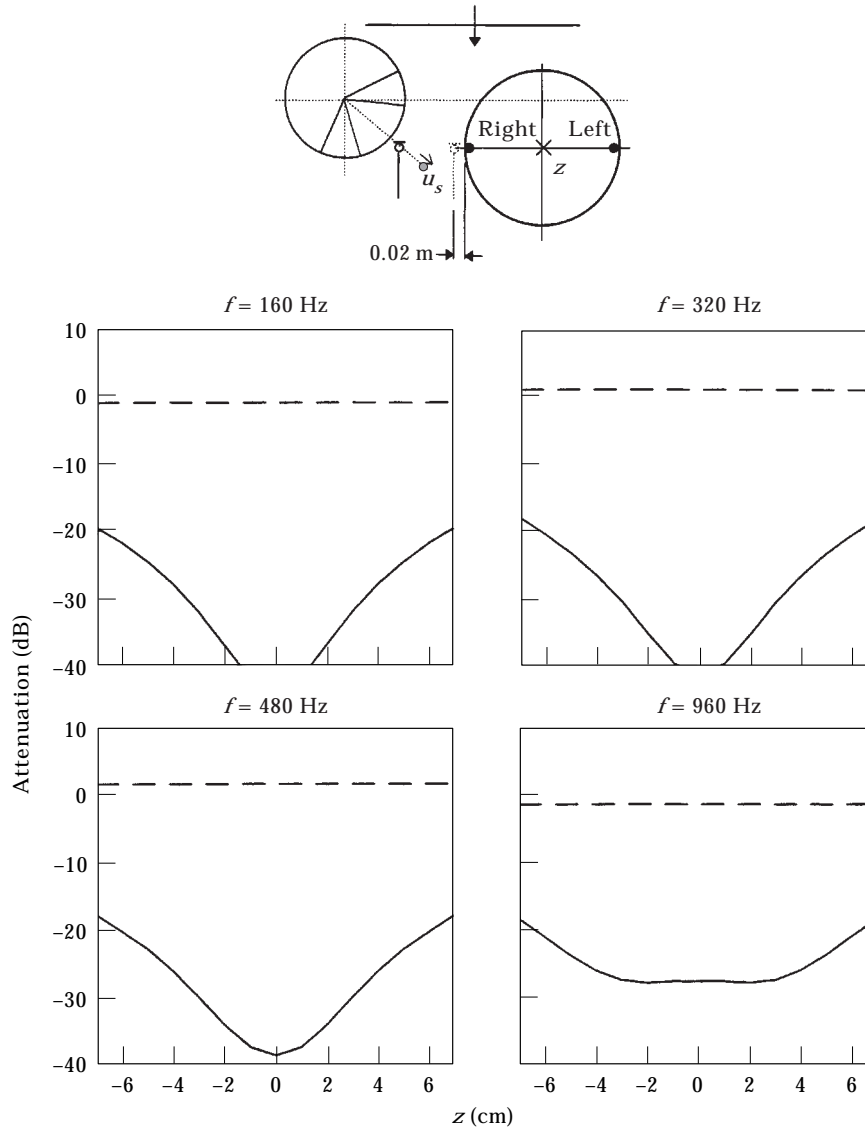 Right Left
z
u_s
0.02 m
f = 160 Hz
f = 320 Hz
10
0
−10
−20
−30
−40
f = 480 Hz
f = 960 Hz
10
0
−10
−20
−30
−40
Attenuation (dB)
−6 −4 −2 0 2 4 6
−6 −4 −2 0 2 4 6
z (cm)